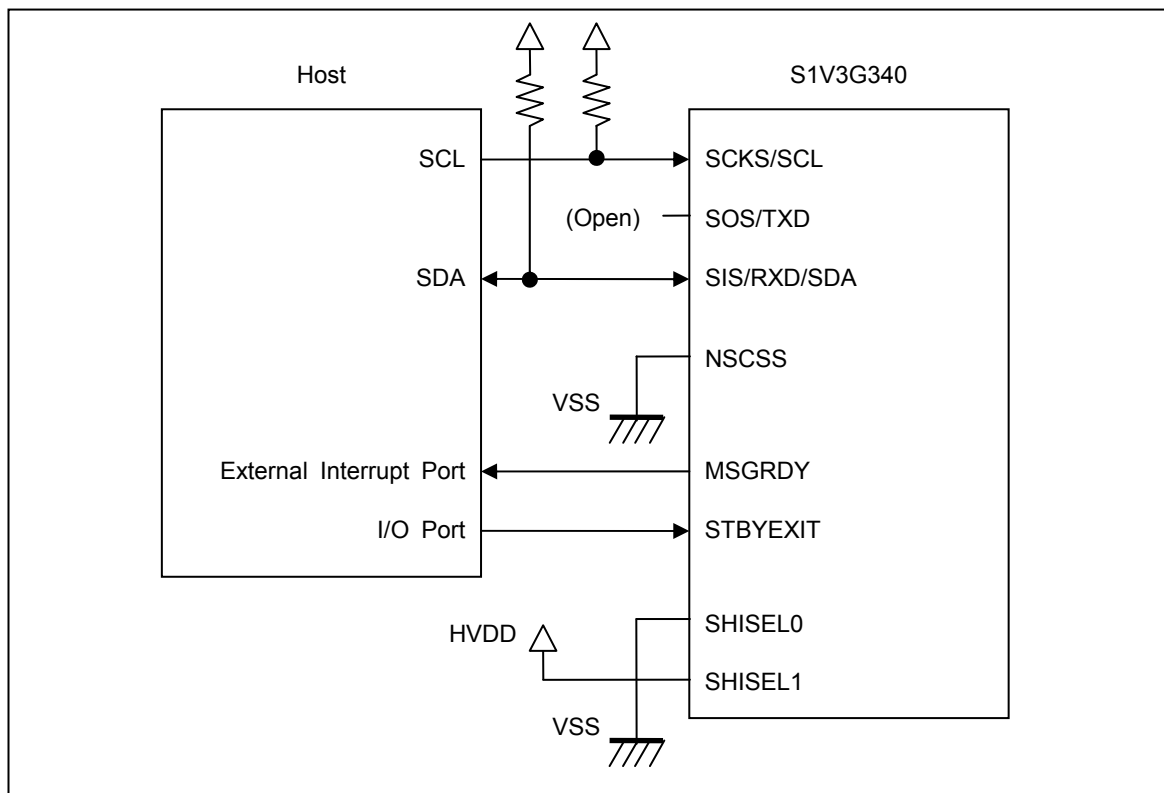 Host
S1V3G340
SCL
SCKS/SCL
(Open)
SOS/TXD
SDA
SIS/RXD/SDA
NSCSS
VSS
External Interrupt Port
MSGRDY
I/O Port
STBYEXIT
SHISEL0
HVDD
SHISEL1
VSS